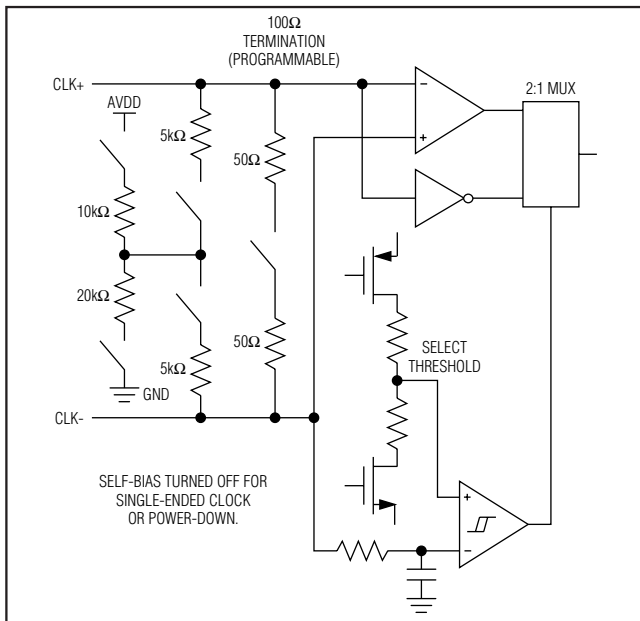 100Ω
TERMINATION
(PROGRAMMABLE)
CLK+
2:1 MUX
AVDD
−
5kΩ
+
50Ω
10kΩ
20kΩ
SELECT
THRESHOLD
50Ω
5kΩ
GND
CLK-
SELF-BIAS TURNED OFF FOR
SINGLE-ENDED CLOCK
OR POWER-DOWN.
+
−